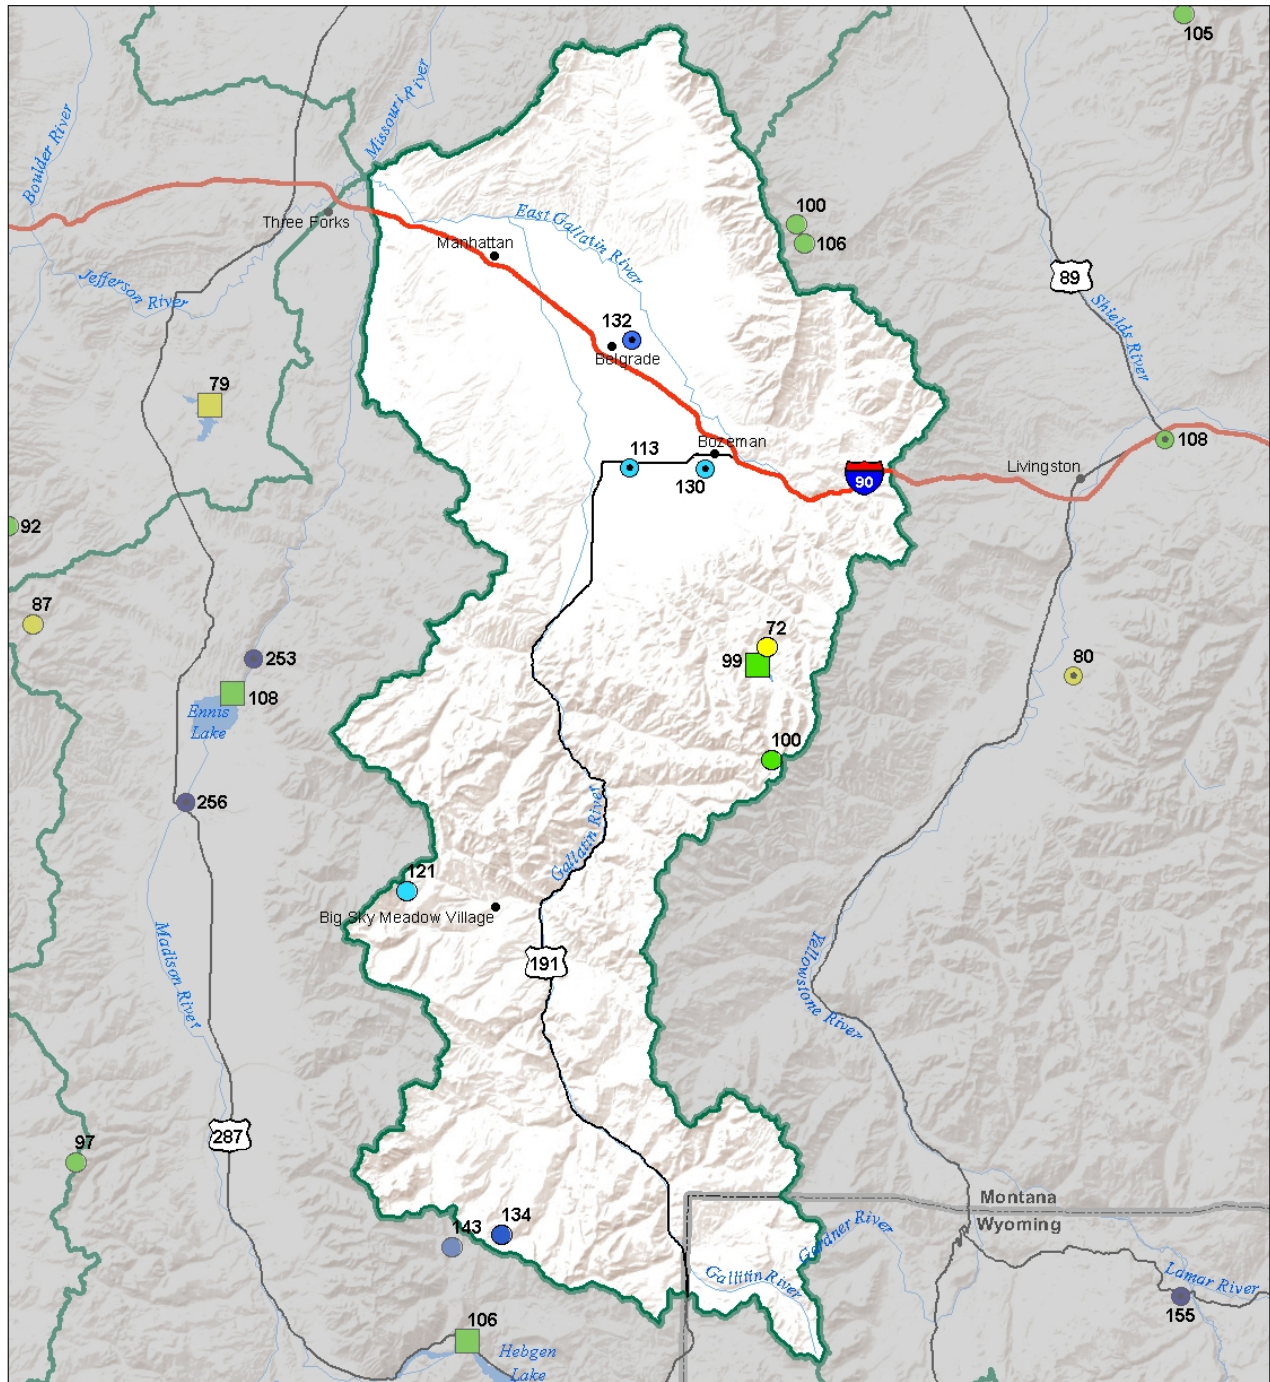 105
Missouri River
Boulder River
Three Forks
East Gallatin River
100
106
Manhattan
89
Jefferson River
Shields River
132
Belgrade
79
Bozeman
113
108
Livingston
130
90
92
87
72
253
99
80
108
Ennis
Lake
100
256
Gallatin River
121
Big Sky Meadow Village
Madison River
191
Yellowstone River
287
97
Montana
Wyoming
143
134
Gardner River
Gallitin River
Lamar River
155
106
Hebgen
Lake